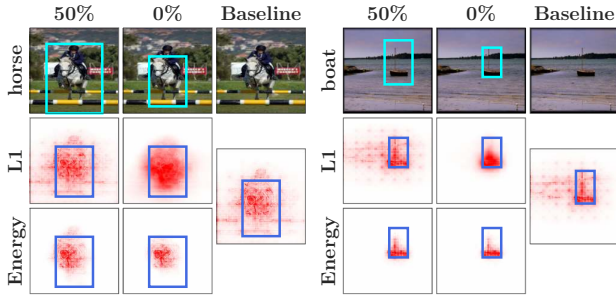 50% 0% Baseline 50% 0% Baseline
horse boat
L1 L1
Energy Energy